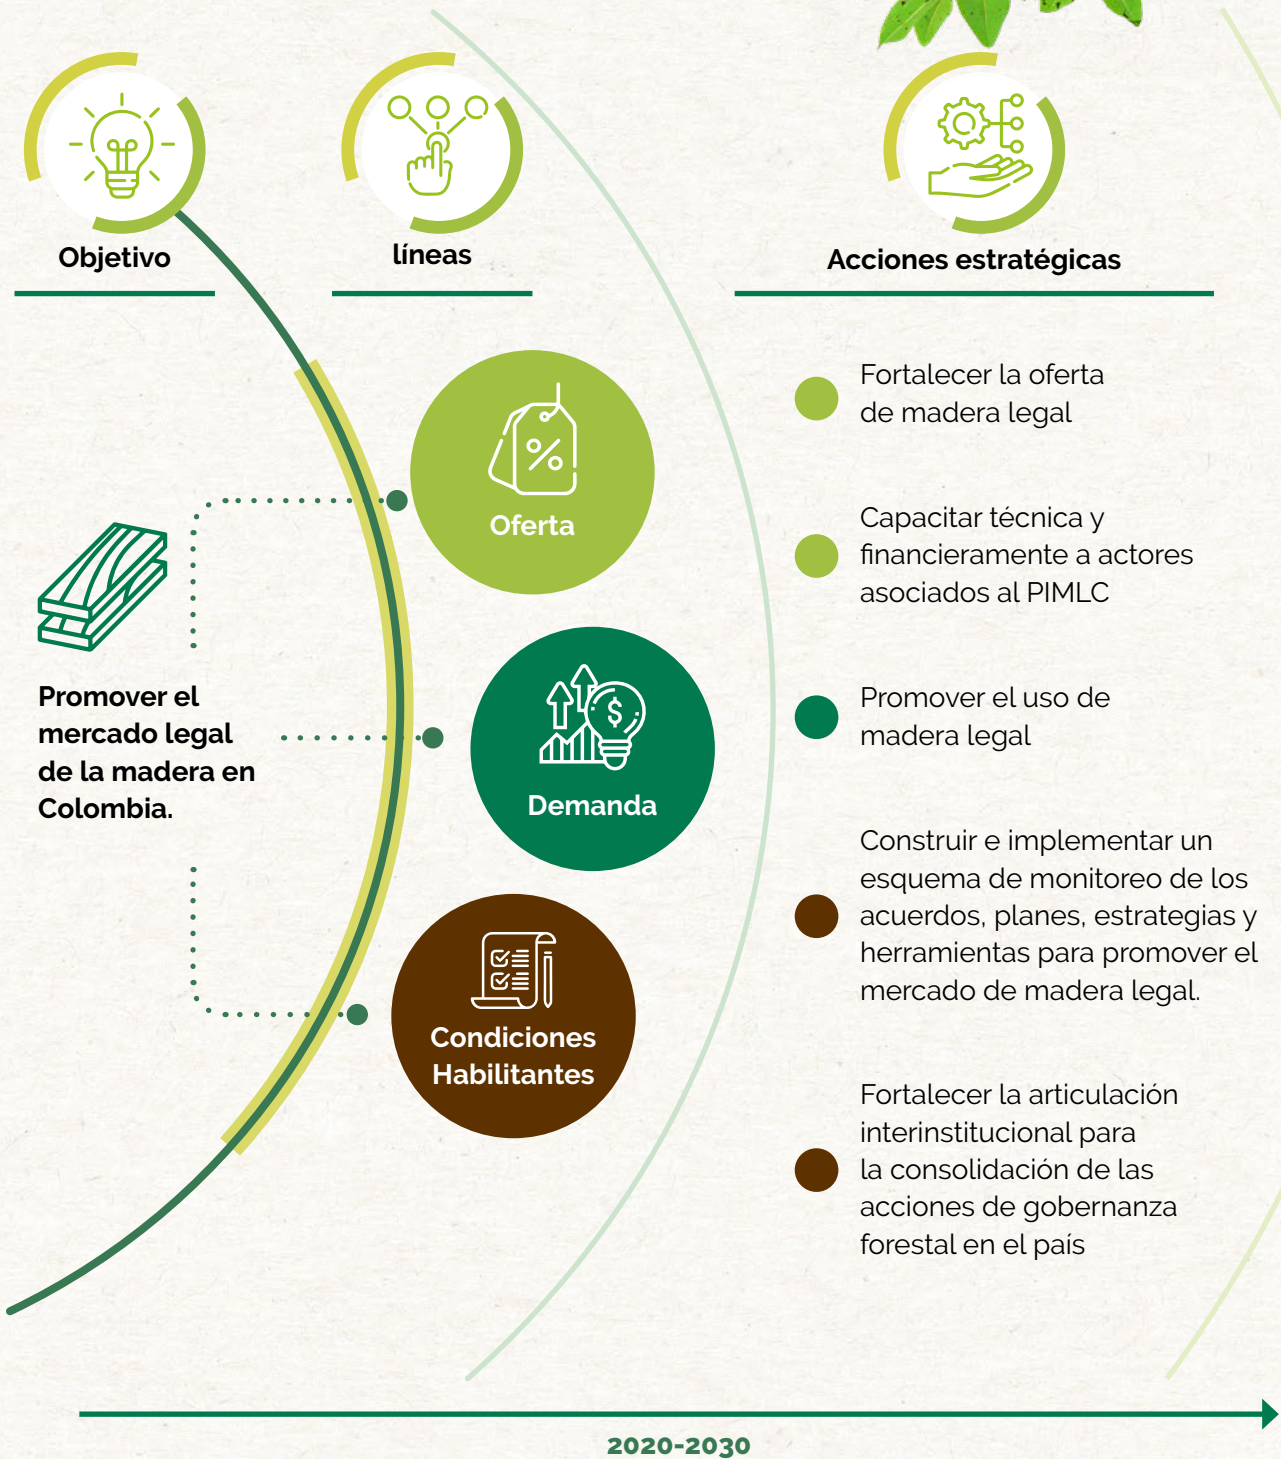 Objetivo
líneas
Acciones estratégicas
Promover el
mercado legal
de la madera en
Colombia.
Oferta
Demanda
Condiciones
Habilitantes
Fortalecer la oferta
de madera legal
Capacitar técnica y
financieramente a actores
asociados al PIMLC
Promover el uso de
madera legal
Construir e implementar un
esquema de monitoreo de los
acuerdos, planes, estrategias y
herramientas para promover el
mercado de madera legal.
Fortalecer la articulación
interinstitucional para
la consolidación de las
acciones de gobernanza
forestal en el país
2020-2030